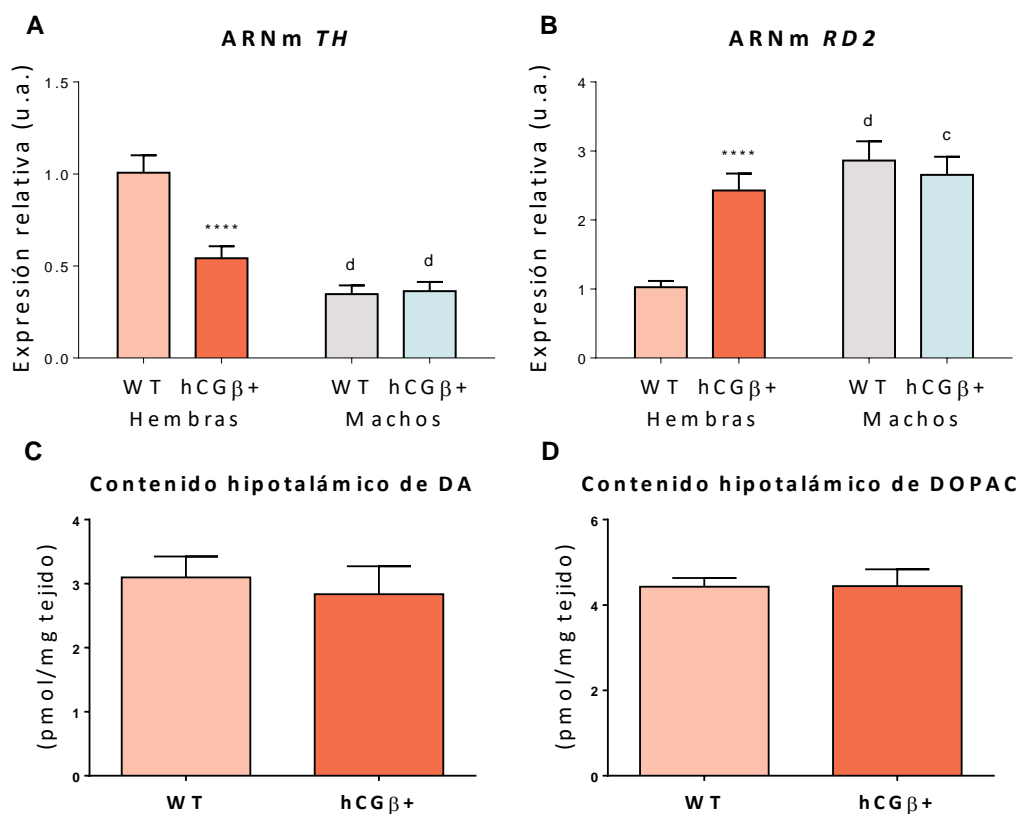 A
ARNm TH
Expresión relativa (u.a.)
1.5
1.0
0.5
0.0
****
d
d
WT
hCGβ+
WT
hCGβ+
Hembras
Machos
B
ARNm RD2
Expresión relativa (u.a.)
4
3
2
1
0
****
d
c
WT
hCGβ+
WT
hCGβ+
Hembras
Machos
C
Contenido hipotalámico de DA
(pmol/mg tejido)
4
3
2
1
0
WT
hCGβ+
D
Contenido hipotalámico de DOPAC
(pmol/mg tejido)
6
4
2
0
WT
hCGβ+